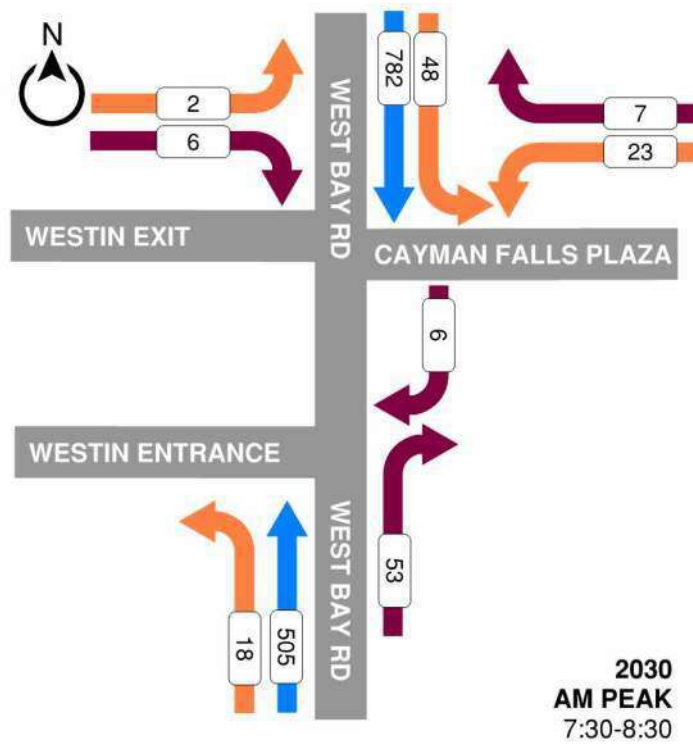 N
2
6
WEST BAY RD
782
48
7
23
WESTIN EXIT
CAYMAN FALLS PLAZA
6
WESTIN ENTRANCE
WEST BAY RD
18
505
53
2030
AM PEAK
7:30-8:30